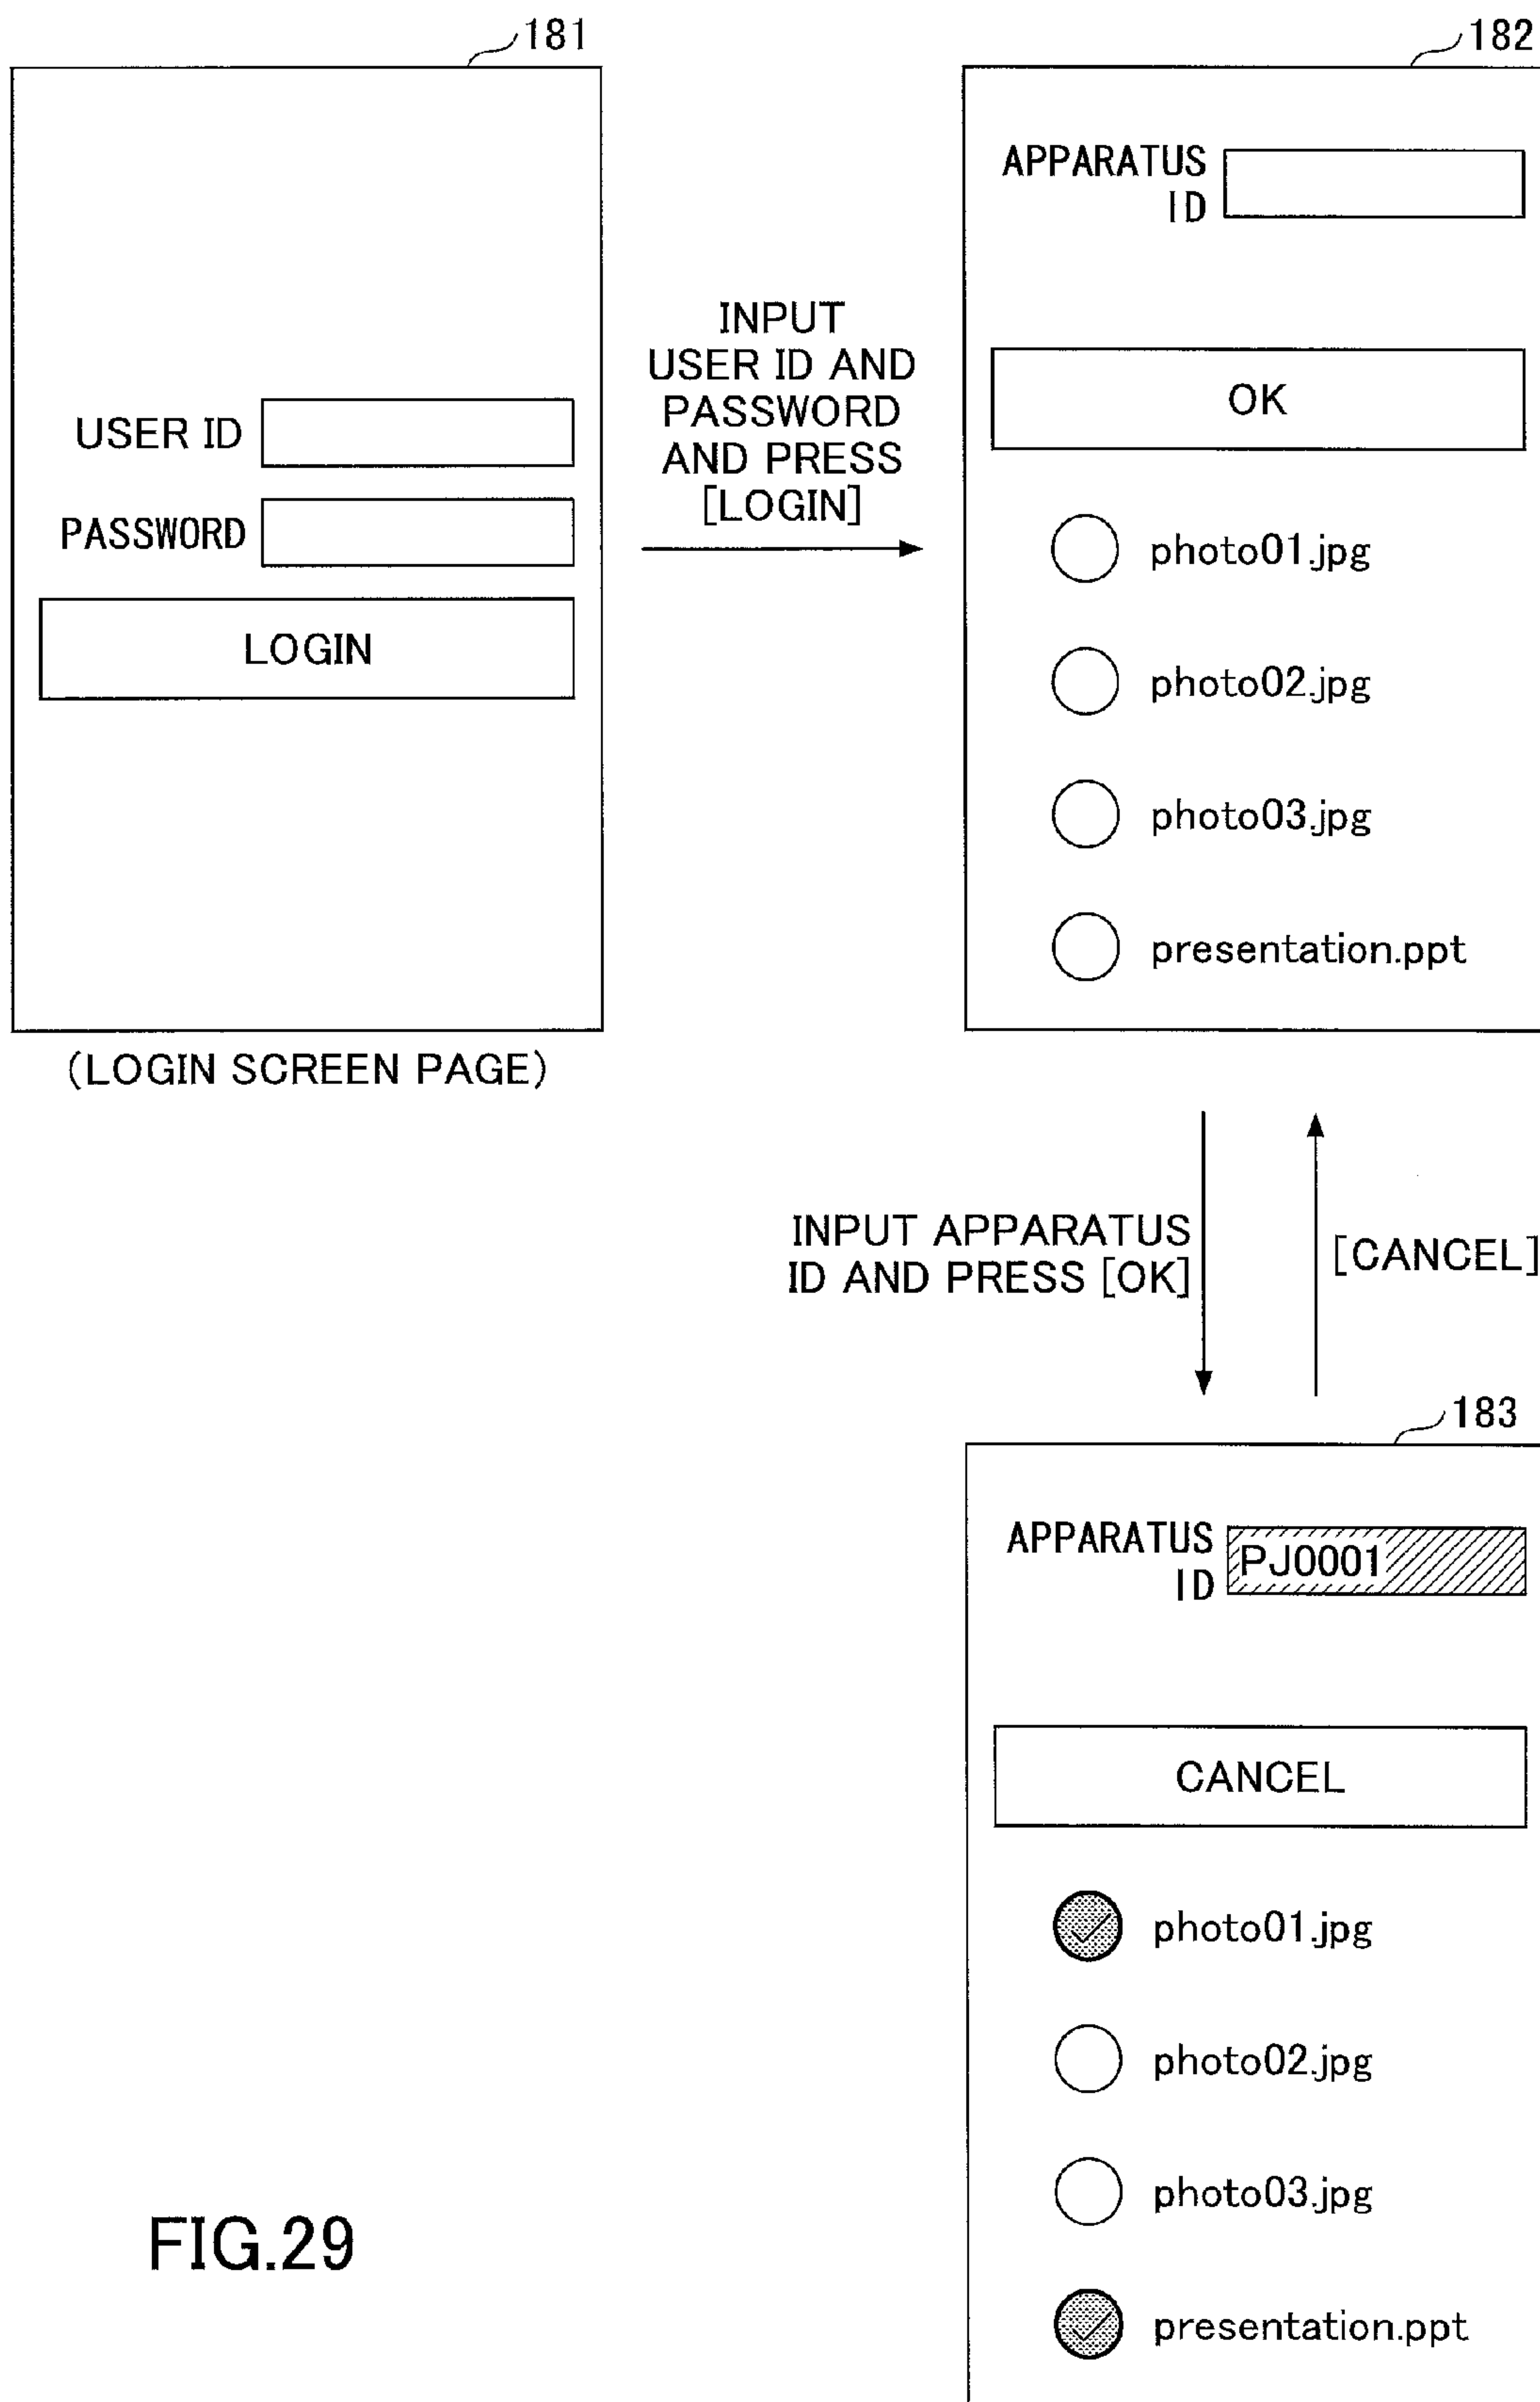 181
USER ID
PASSWORD
LOGIN
(LOGIN SCREEN PAGE)
INPUT
USER ID AND
PASSWORD
AND PRESS
[LOGIN]
182
APPARATUS
ID
OK
photo01.jpg
photo02.jpg
photo03.jpg
presentation.ppt
INPUT APPARATUS
ID AND PRESS [OK]
[CANCEL]
183
APPARATUS
ID
PJ0001
CANCEL
photo01.jpg
photo02.jpg
photo03.jpg
presentation.ppt
FIG.29